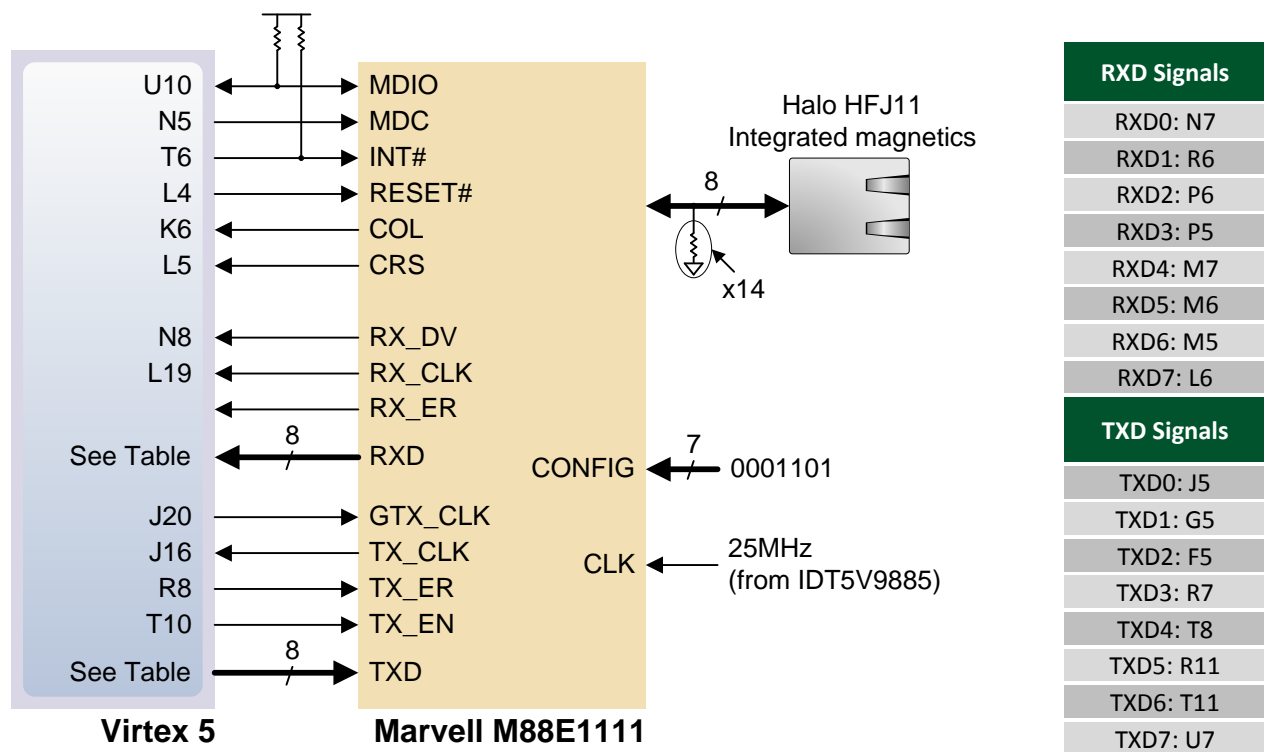 U10 MDIO
N5 MDC
T6 INT#
L4 RESET#
K6 COL
L5 CRS
N8 RX_DV
L19 RX_CLK
RX_ER
8
See Table RXD
J20 GTX_CLK
J16 TX_CLK
R8 TX_ER
T10 TX_EN
8
See Table TXD
Virtex 5
Marvell M88E1111
Halo HFJ11
Integrated magnetics
8
x14
7
CONFIG 0001101
CLK 25MHz
(from IDT5V9885)
RXD Signals
RXD0: N7
RXD1: R6
RXD2: P6
RXD3: P5
RXD4: M7
RXD5: M6
RXD6: M5
RXD7: L6
TXD Signals
TXD0: J5
TXD1: G5
TXD2: F5
TXD3: R7
TXD4: T8
TXD5: R11
TXD6: T11
TXD7: U7